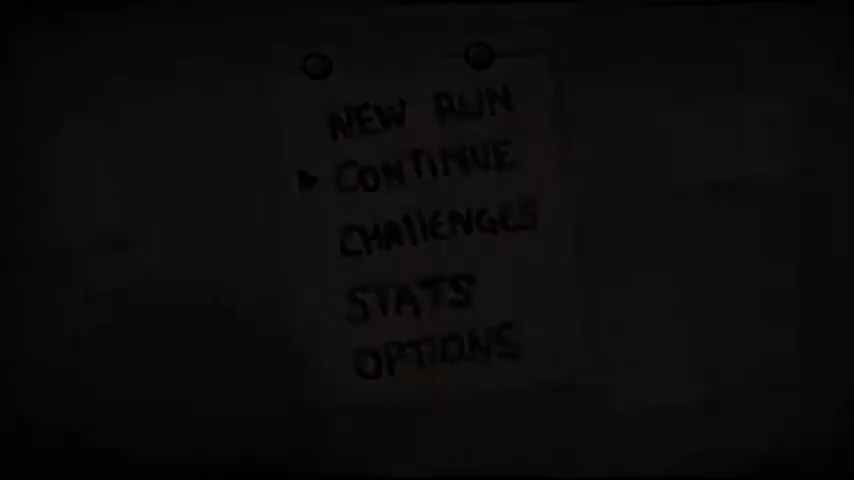 NEW RUN
CONTINUE
CHALLENGES
STATS
OPTIONS